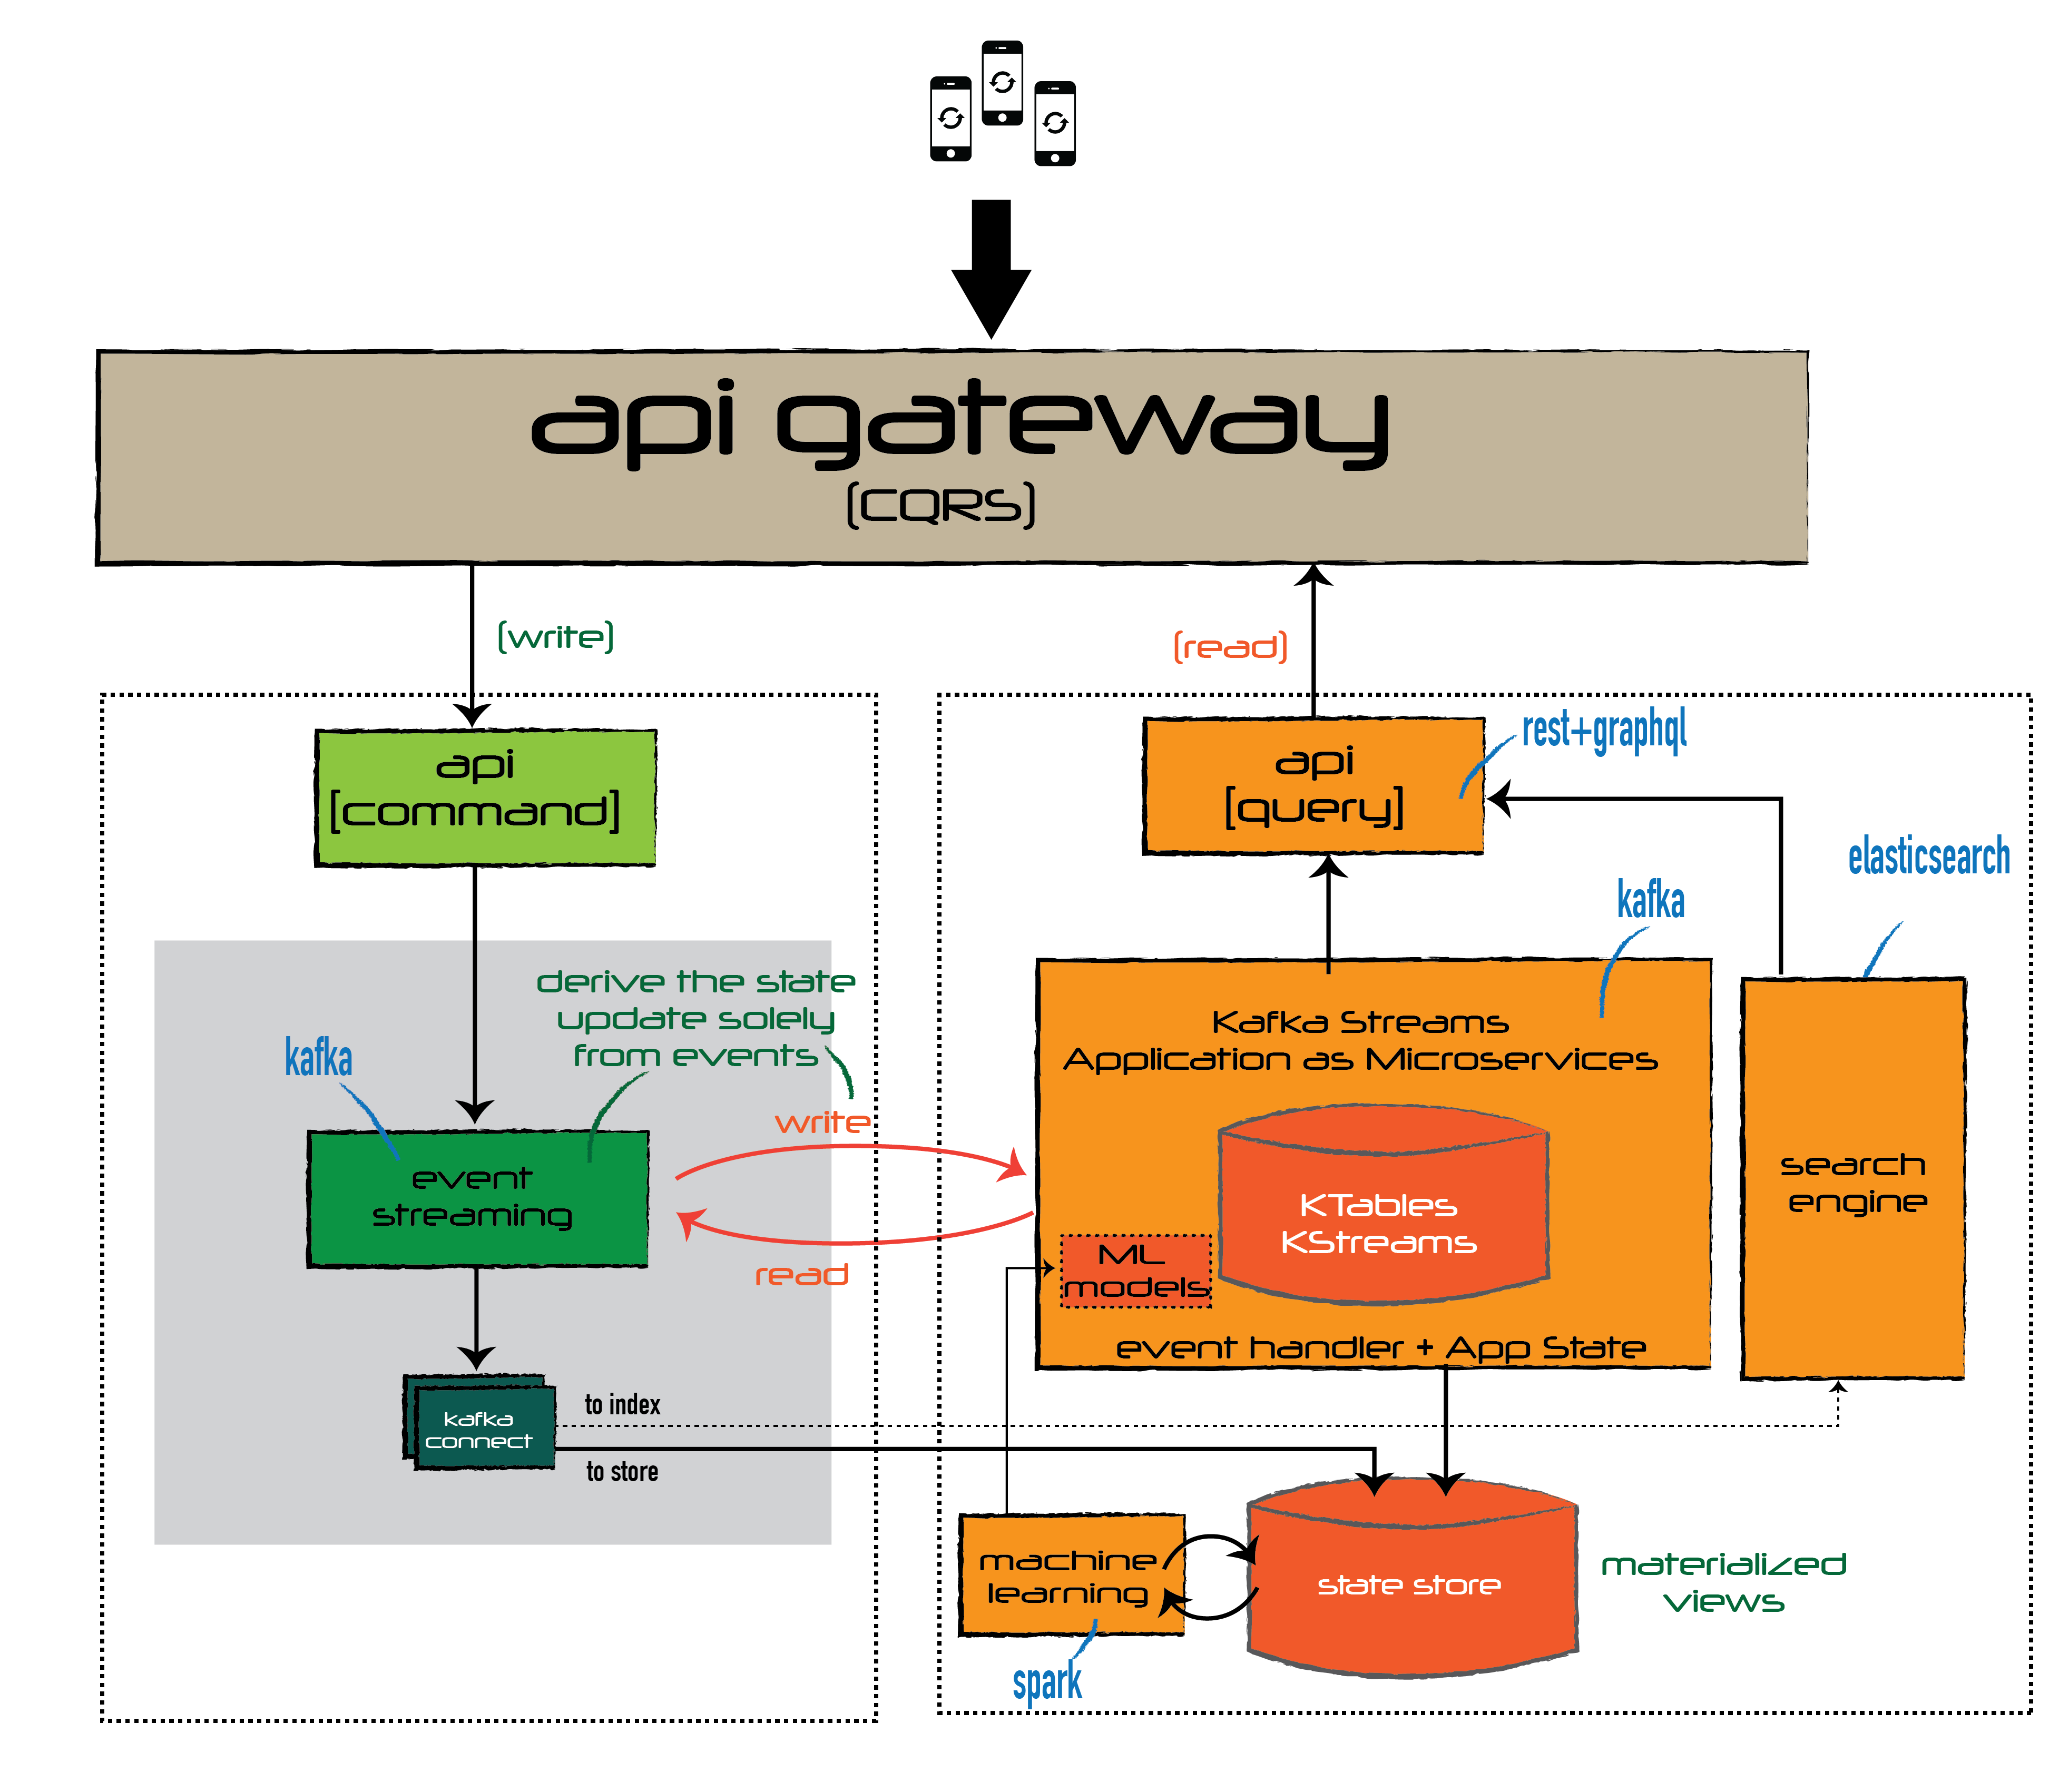 api gateway
(CQRS)
(write)
(read)
api
[command]
api
[query]
rest+graphql
elasticsearch
kafka
derive the state
update solely
from events
kafka
write
event
streaming
read
Kafka Streams
Application as Microservices
KTables
KStreams
ML
models
event handler + App State
search
engine
kafka
connect
to index
to store
machine
learning
spark
state store
materialized
views